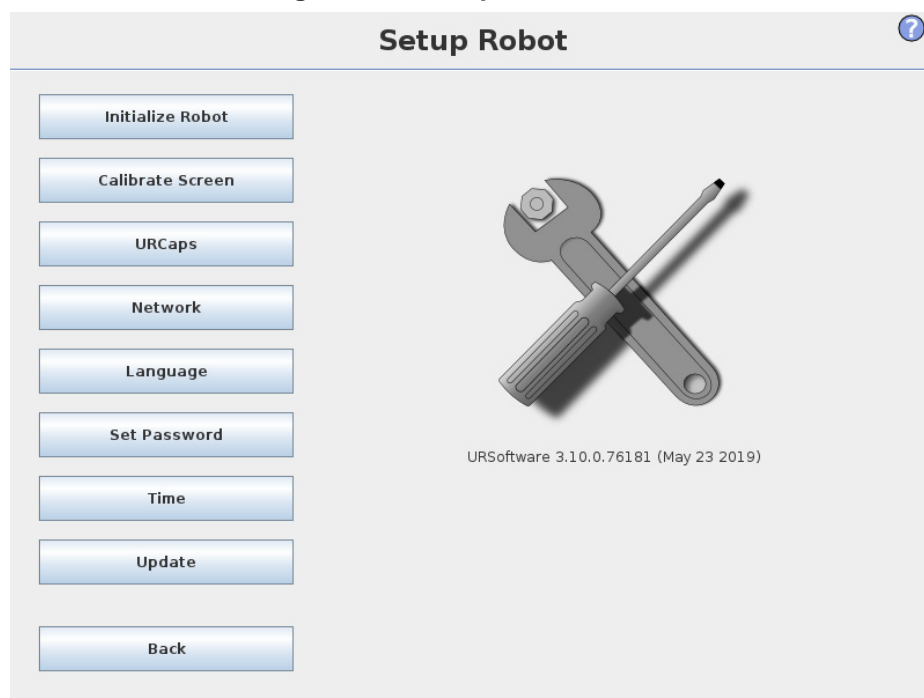 Setup Robot
?
Initialize Robot
Calibrate Screen
URCaps
Network
Language
Set Password
Time
Update
Back
URSoftware 3.10.0.76181 (May 23 2019)